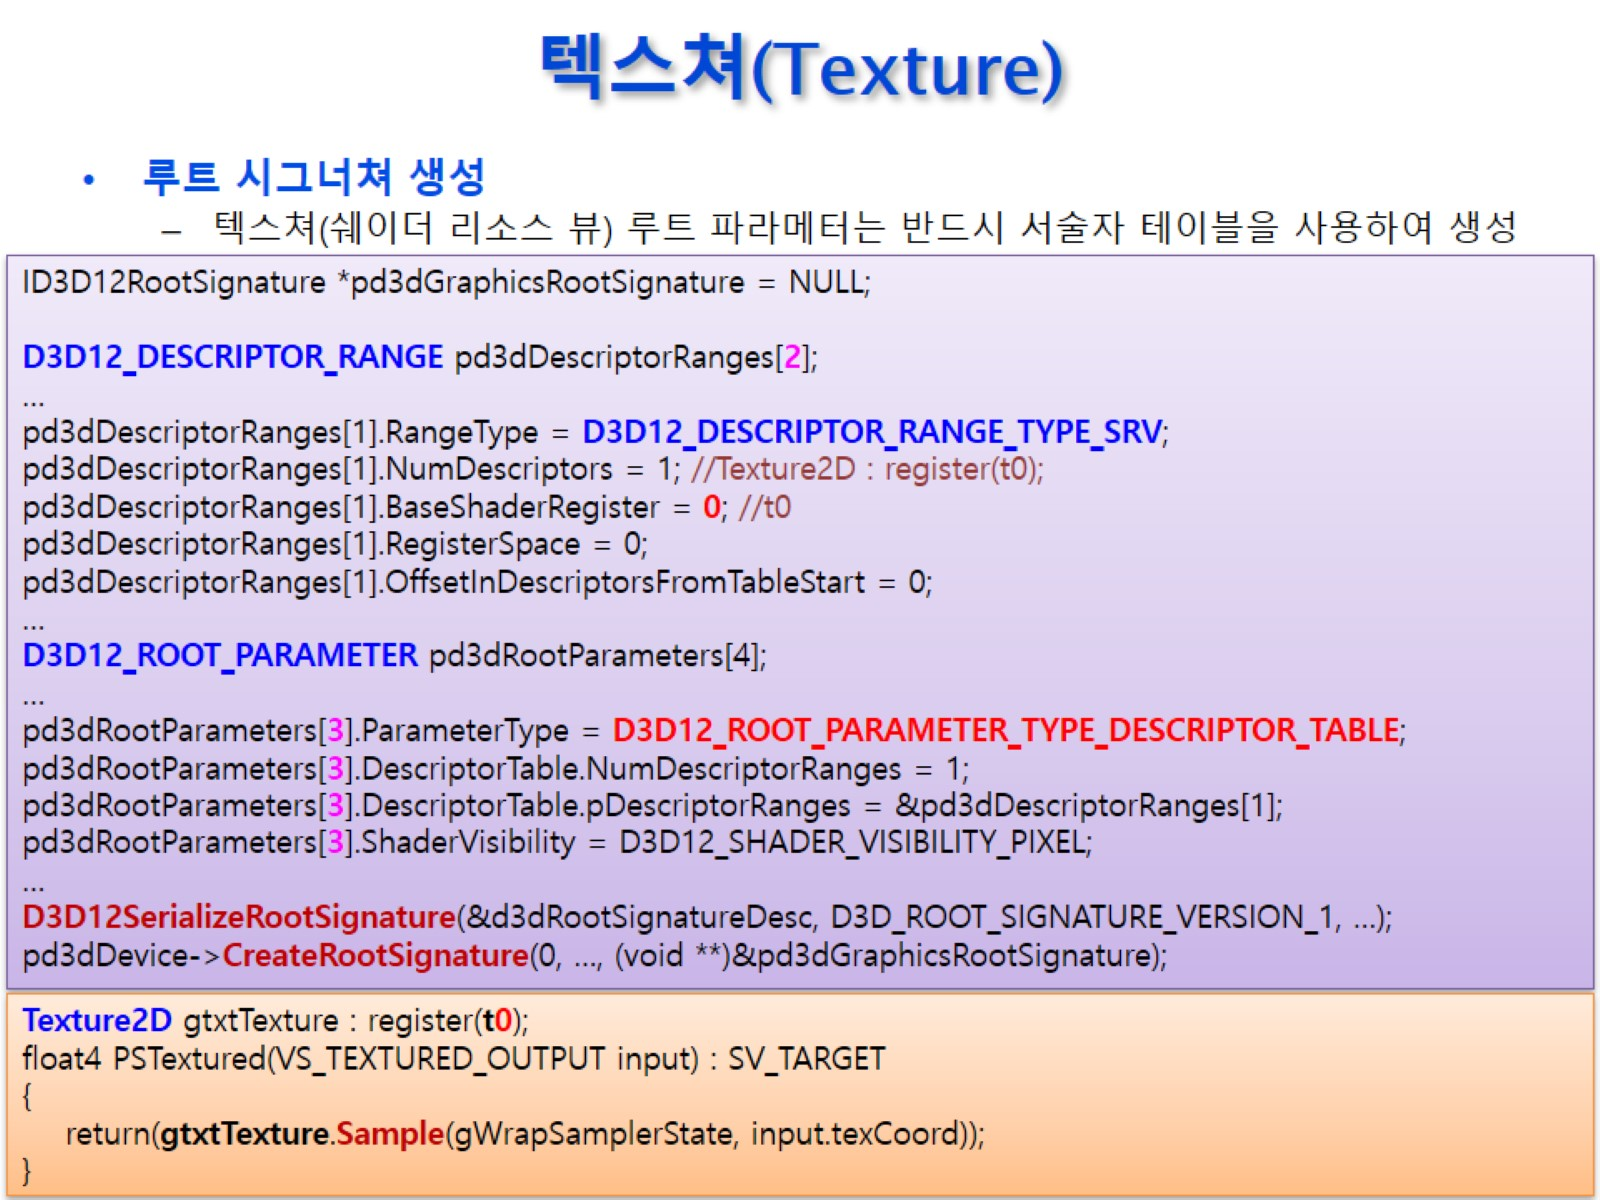 텍스쳐(Texture)
• 루트 시그너쳐 생성
– 텍스쳐(쉐이더 리소스 뷰) 루트 파라메터는 반드시 서술자 테이블을 사용하여 생성
ID3D12RootSignature *pd3dGraphicsRootSignature = NULL;
D3D12_DESCRIPTOR_RANGE pd3dDescriptorRanges[2];
...
pd3dDescriptorRanges[1].RangeType = D3D12_DESCRIPTOR_RANGE_TYPE_SRV;
pd3dDescriptorRanges[1].NumDescriptors = 1; //Texture2D : register(t0);
pd3dDescriptorRanges[1].BaseShaderRegister = 0; //t0
pd3dDescriptorRanges[1].RegisterSpace = 0;
pd3dDescriptorRanges[1].OffsetInDescriptorsFromTableStart = 0;
...
D3D12_ROOT_PARAMETER pd3dRootParameters[4];
...
pd3dRootParameters[3].ParameterType = D3D12_ROOT_PARAMETER_TYPE_DESCRIPTOR_TABLE;
pd3dRootParameters[3].DescriptorTable.NumDescriptorRanges = 1;
pd3dRootParameters[3].DescriptorTable.pDescriptorRanges = &pd3dDescriptorRanges[1];
pd3dRootParameters[3].ShaderVisibility = D3D12_SHADER_VISIBILITY_PIXEL;
...
D3D12SerializeRootSignature(&d3dRootSignatureDesc, D3D_ROOT_SIGNATURE_VERSION_1, ...);
pd3dDevice->CreateRootSignature(0, ..., (void **)&pd3dGraphicsRootSignature);
Texture2D gtxtTexture : register(t0);
float4 PSTextured(VS_TEXTURED_OUTPUT input) : SV_TARGET
{
return(gtxtTexture.Sample(gWrapSamplerState, input.texCoord));
}